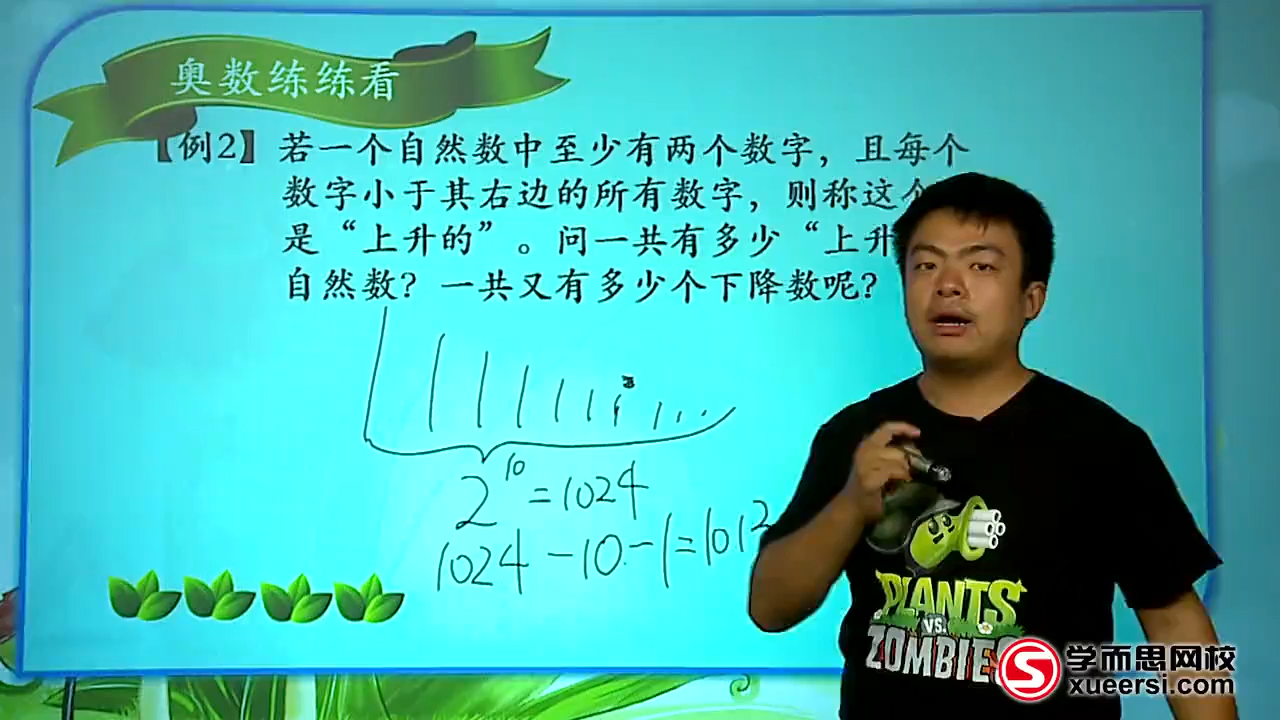 奥数练练看
【例2】若一个自然数中至少有两个数字，且每个
数字小于其右边的所有数字，则称这个
是“上升的”。问一共有多少“上升
自然数？一共又有多少个下降数呢？
2^10=1024
1024-10-1=1013
PLANTS
VS.
ZOMBIES
学而思网校
xueersi.com